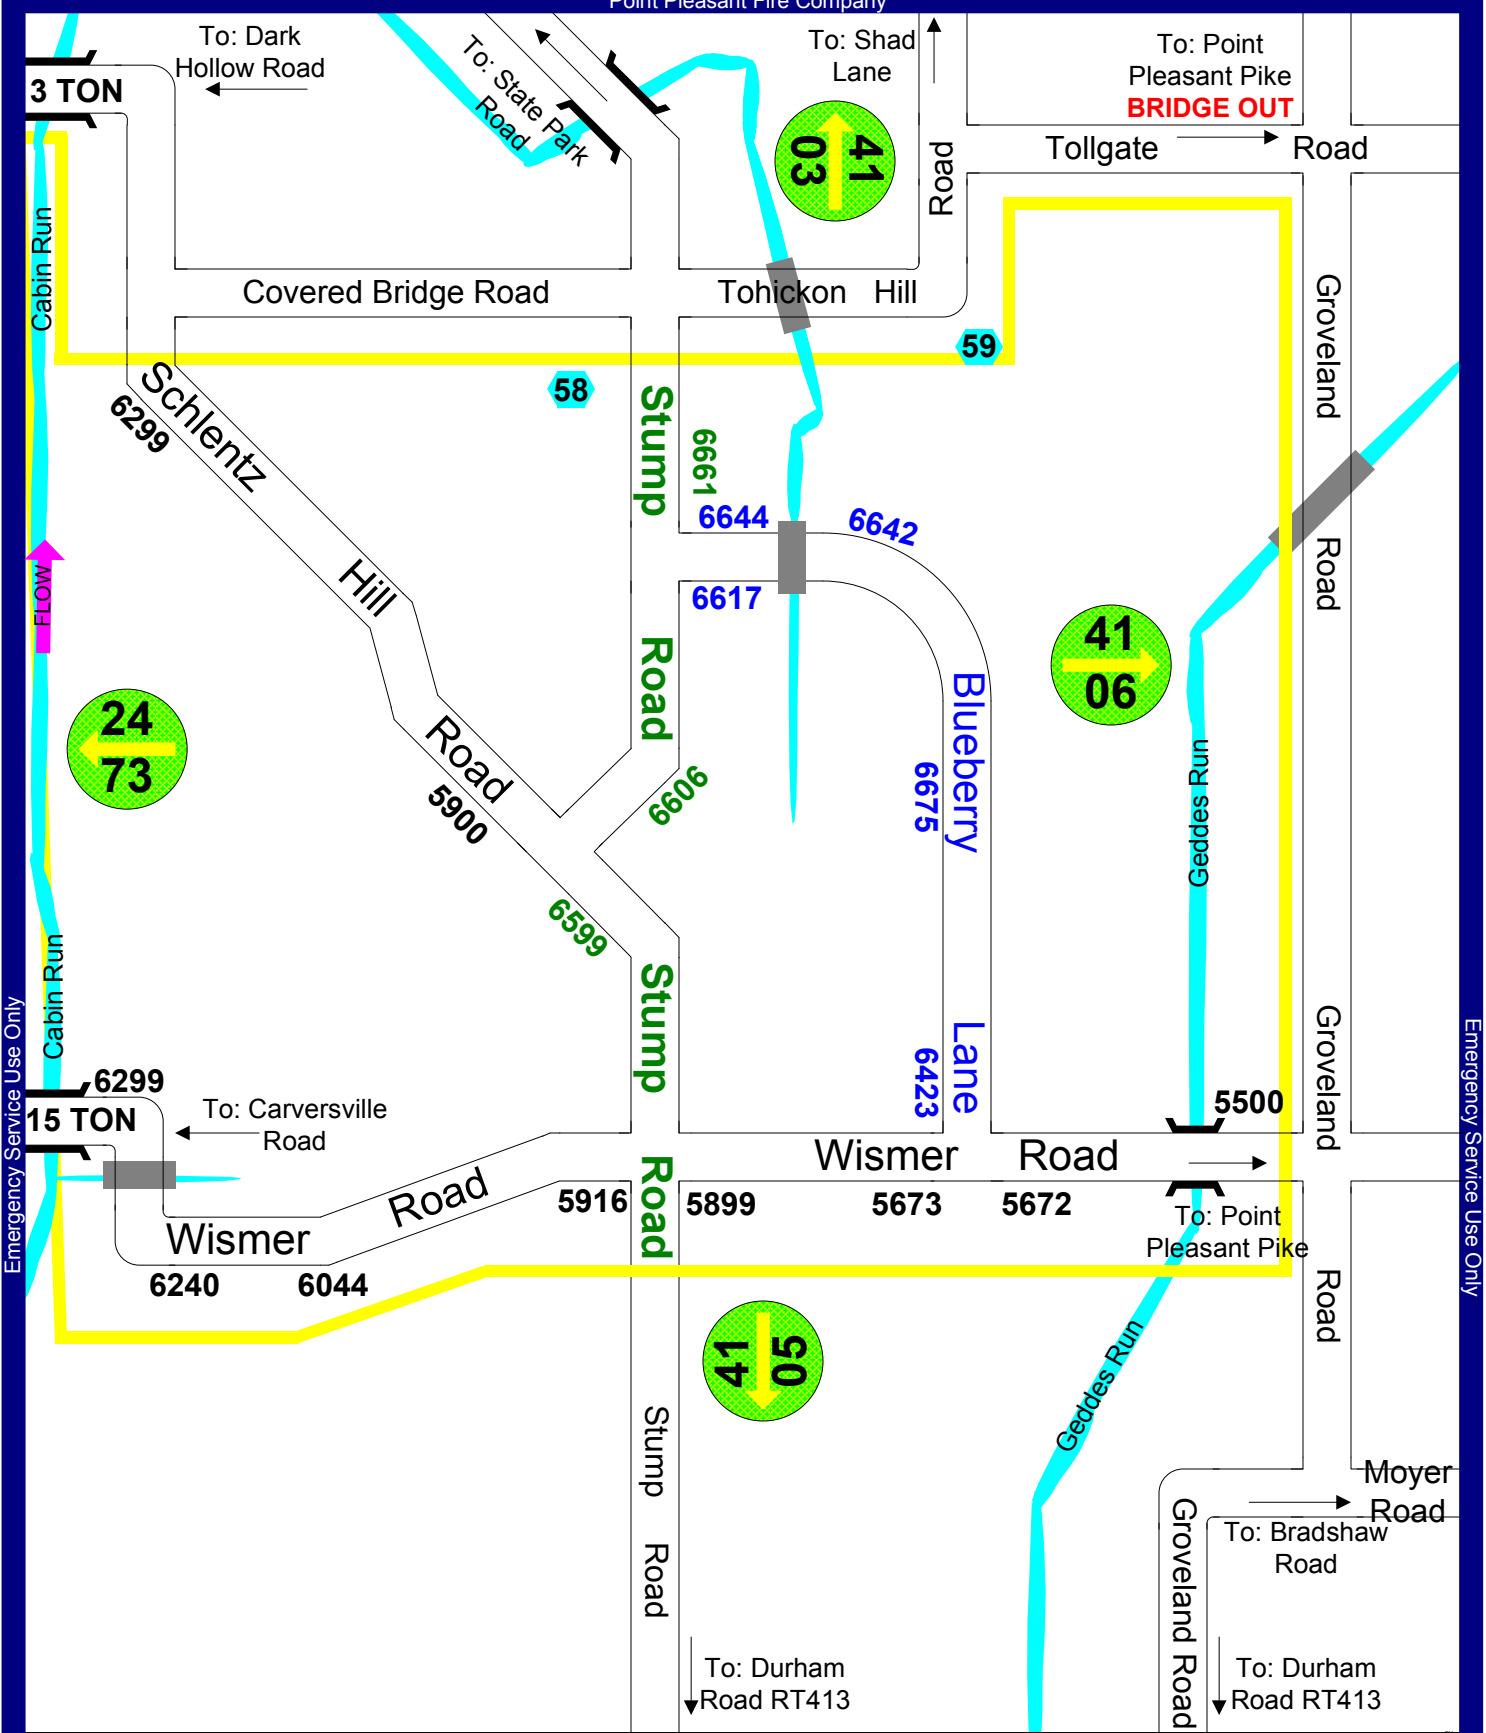 Point Pleasant Fire Company
To: Dark
Hollow Road
3 TON
To: State Park
Road
To: Shad
Lane
To: Point
Pleasant Pike
BRIDGE OUT
41
03
Road
Tollgate
Road
Cabin Run
Covered Bridge Road
Tohickon Hill
Groveland
59
58
Schlentz
6299
Stump
6661
6644
6642
6617
Road
Hill
FLOW
Road
41
06
24
73
Road
5900
6606
Blueberry
6675
Geddes Run
6599
Stump
Cabin Run
Lane
6423
Groveland
Emergency Service Use Only
Emergency Service Use Only
6299
15 TON
To: Carversville
Road
5500
Wismer Road
Road
Wismer
Road
5916
5899
5673
5672
To: Point
Pleasant Pike
6240
6044
Road
41
05
Geddes Run
Stump
Road
Moyer
Road
To: Bradshaw
Road
Groveland Road
To: Durham
Road RT413
To: Durham
Road RT413